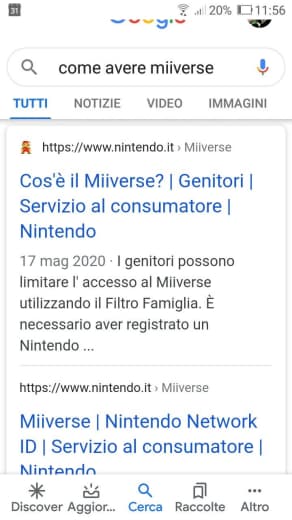 31
20%
11:56
Google
come avere miiverse
TUTTI NOTIZIE VIDEO IMMAGINI
https://www.nintendo.it › Miiverse
Cos'è il Miiverse? | Genitori |
Servizio al consumatore |
Nintendo
17 mag 2020 · I genitori possono
limitare l' accesso al Miiverse
utilizzando il Filtro Famiglia. È
necessario aver registrato un
Nintendo ...
https://www.nintendo.it › Miiverse
Miiverse | Nintendo Network
ID | Servizio al consumatore |
Nintendo
Discover Aggior... Cerca Raccolte Altro